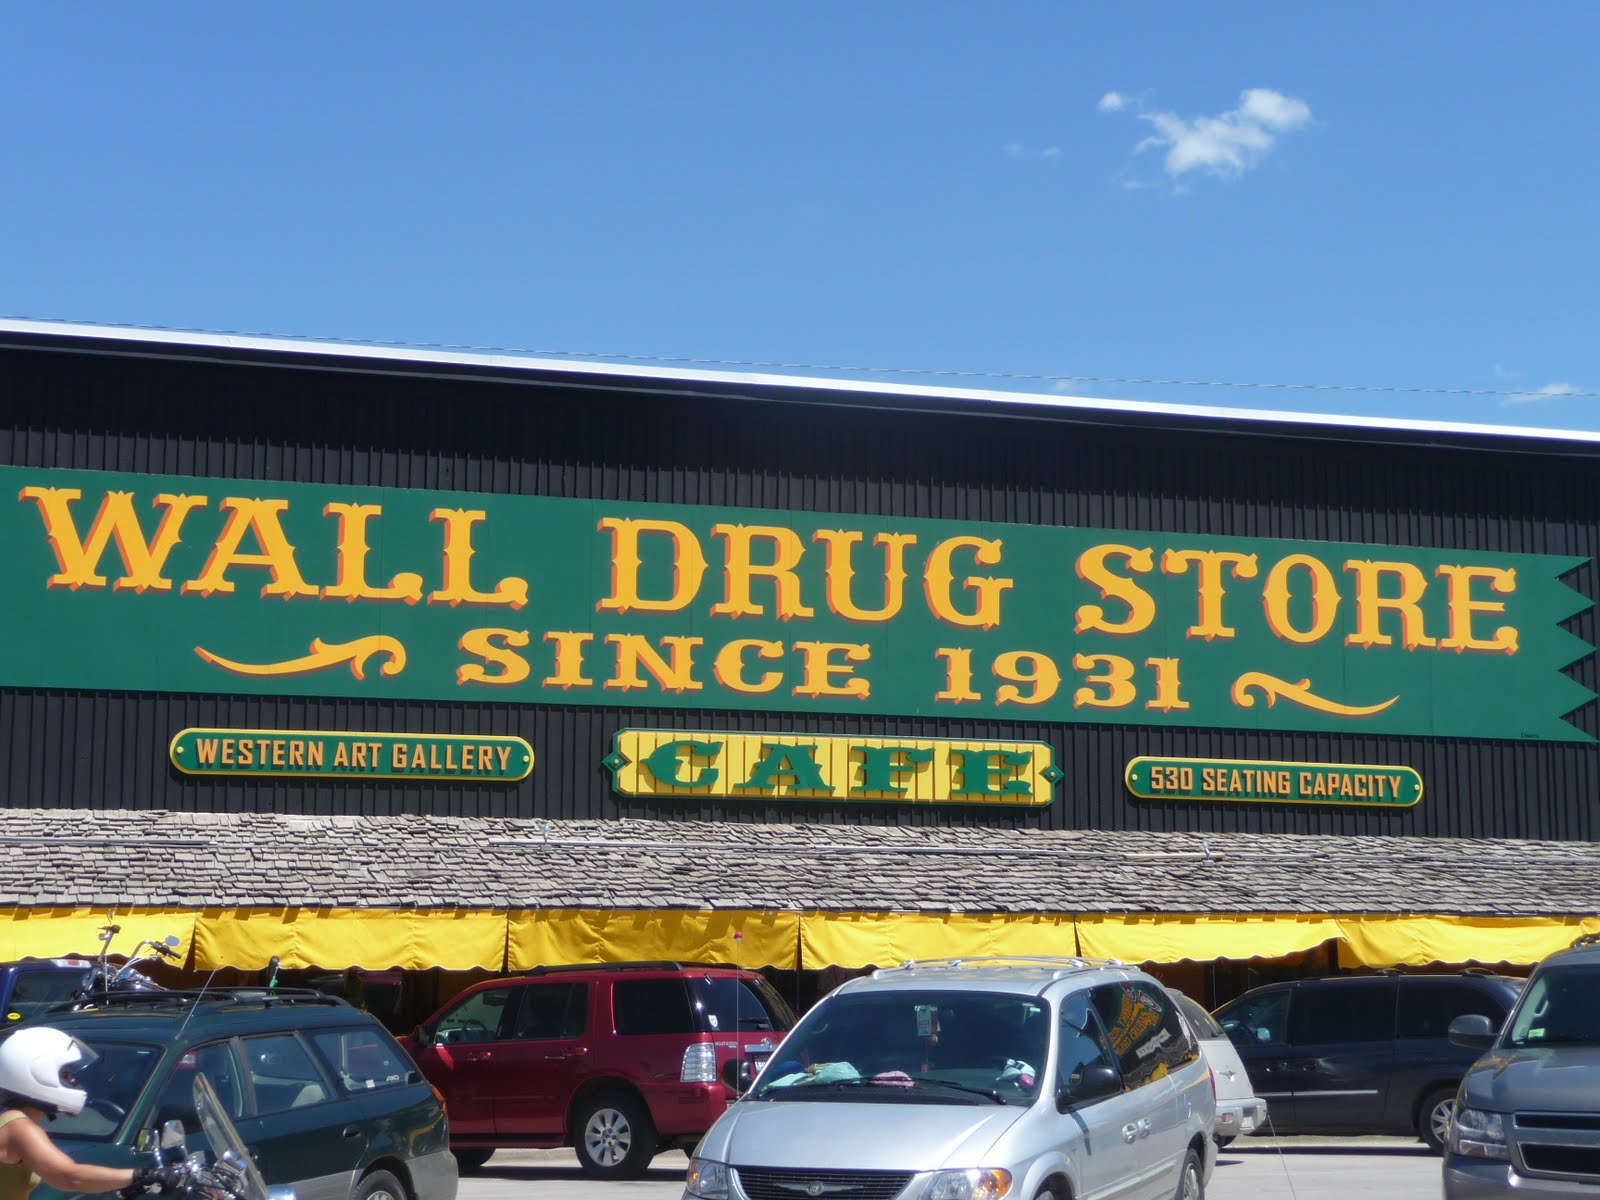 WALL DRUG STORE
SINCE 1931
WESTERN ART GALLERY
CAFE
530 SEATING CAPACITY